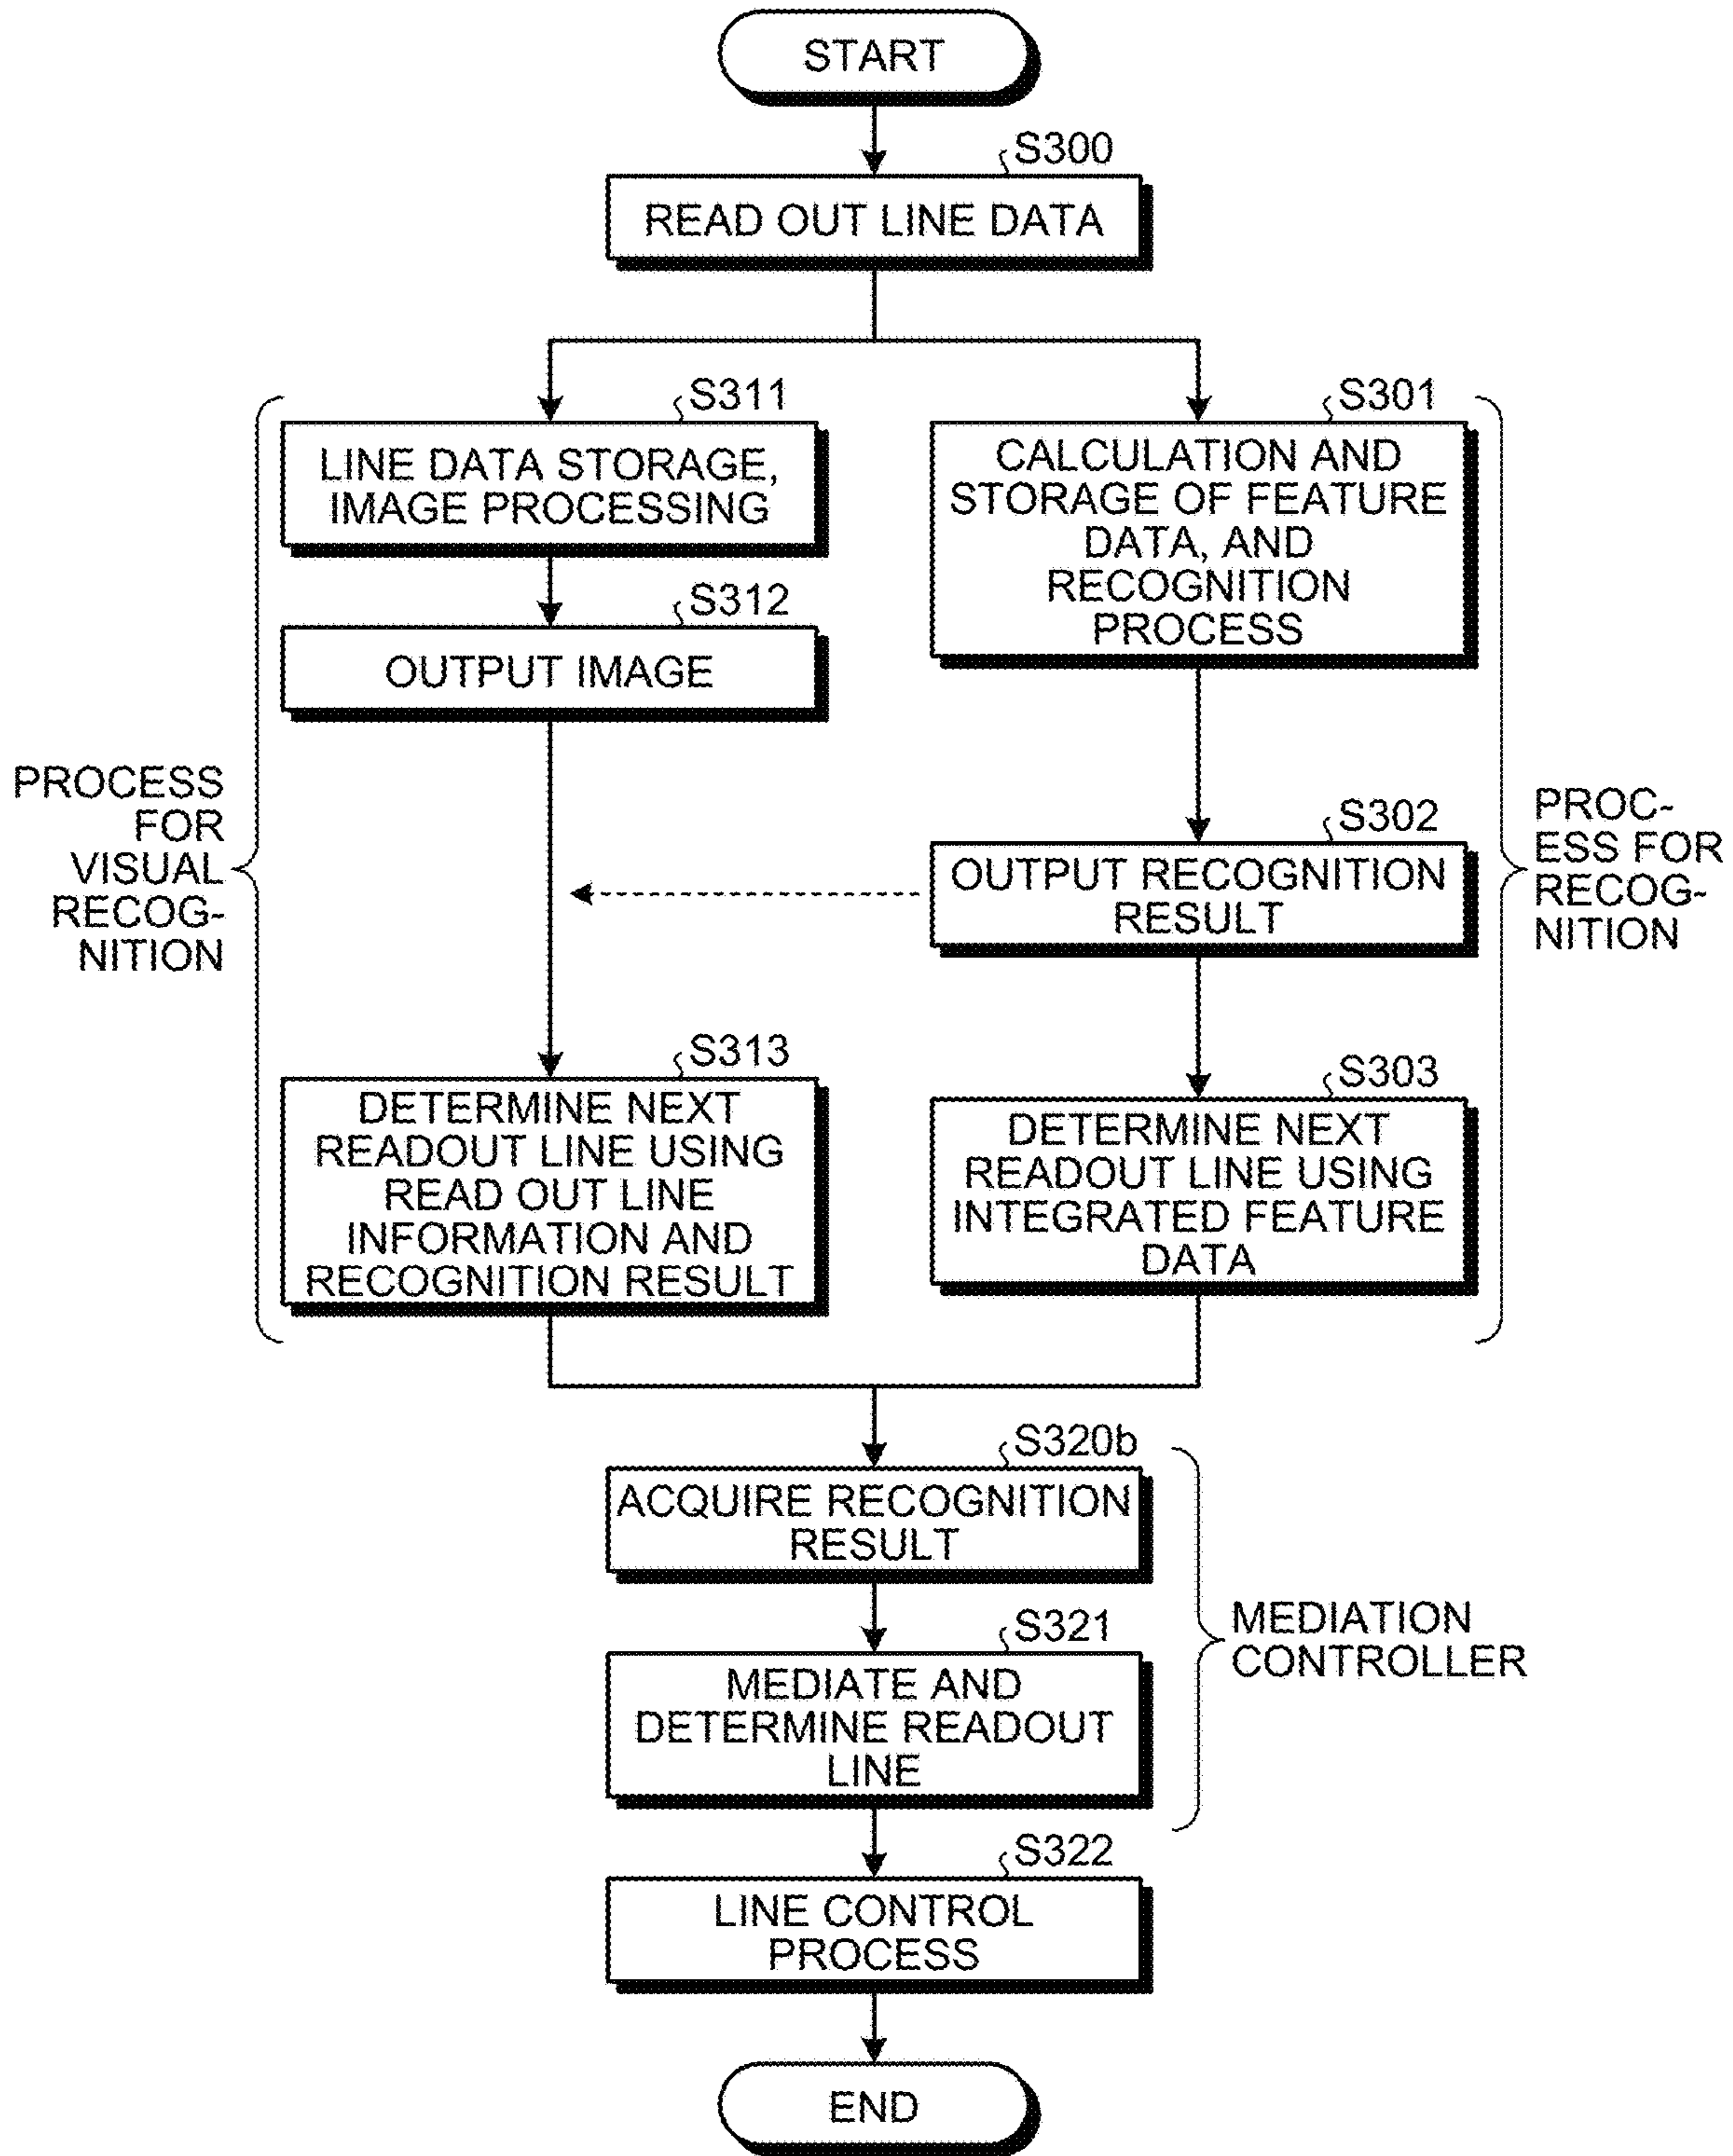 START
S300
READ OUT LINE DATA
S311
LINE DATA STORAGE,
IMAGE PROCESSING
S312
OUTPUT IMAGE
S313
DETERMINE NEXT
READOUT LINE USING
READ OUT LINE
INFORMATION AND
RECOGNITION RESULT
PROCESS
FOR
VISUAL
RECOG-
NITION
S301
CALCULATION AND
STORAGE OF FEATURE
DATA, AND
RECOGNITION
PROCESS
S302
OUTPUT RECOGNITION
RESULT
S303
DETERMINE NEXT
READOUT LINE USING
INTEGRATED FEATURE
DATA
PROC-
ESS FOR
RECOG-
NITION
S320b
ACQUIRE RECOGNITION
RESULT
S321
MEDIATE AND
DETERMINE READOUT
LINE
MEDIATION
CONTROLLER
S322
LINE CONTROL
PROCESS
END